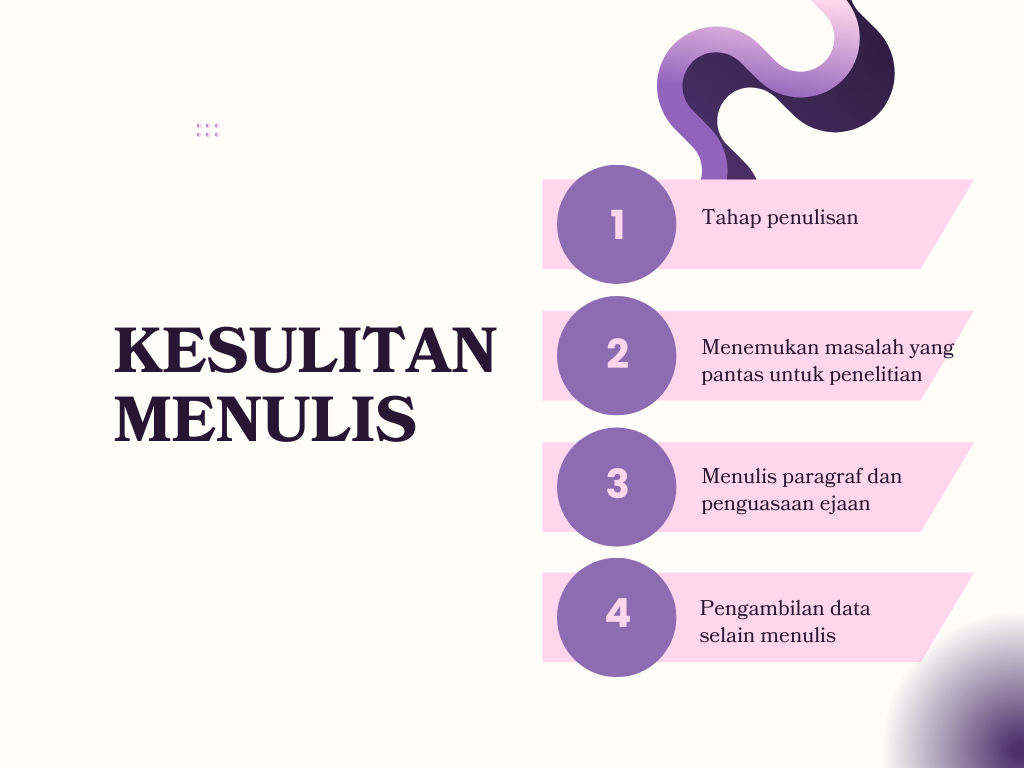 KESULITAN
MENULIS
1
Tahap penulisan
2
Menemukan masalah yang
pantas untuk penelitian
3
Menulis paragraf dan
penguasaan ejaan
4
Pengambilan data
selain menulis